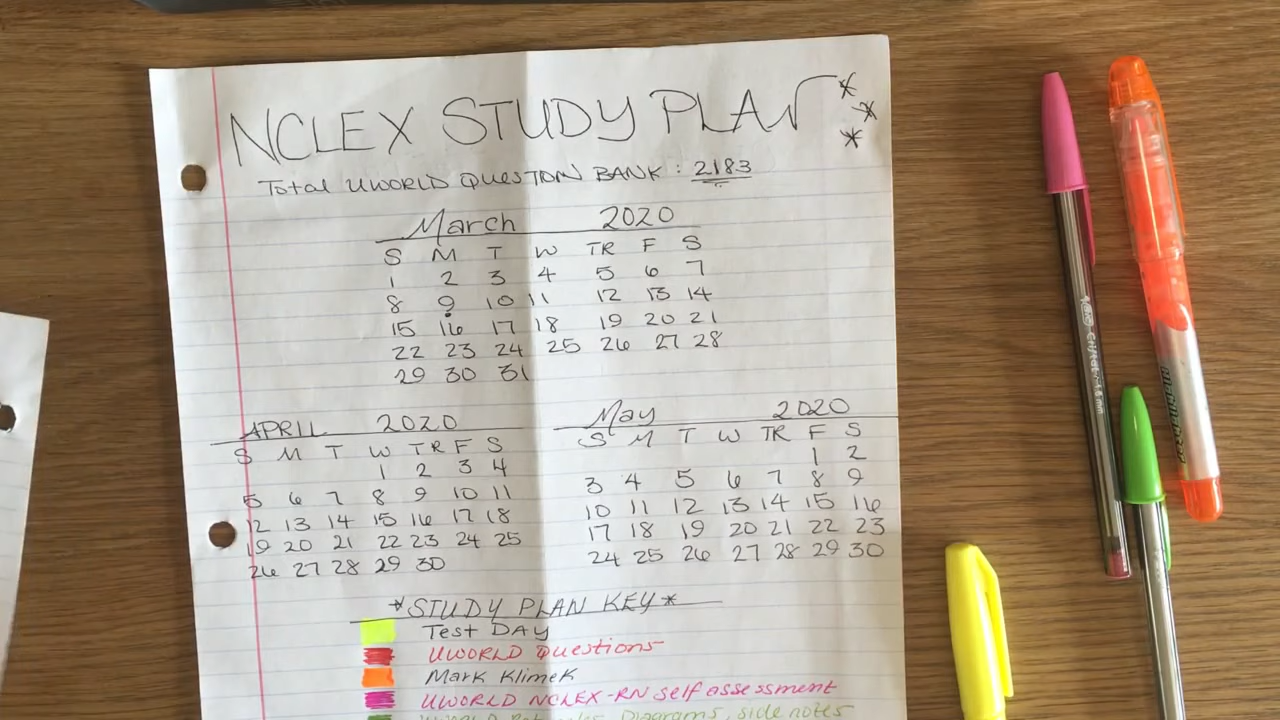 NCLEX STUDY PLAN ***
Total UWORLD QUESTION BANK : 2183
March 2020
S M T W TR F S
1 2 3 4 5 6 7
8 9 10 11 12 13 14
15 16 17 18 19 20 21
22 23 24 25 26 27 28
29 30 31
APRIL 2020
S M T W TR F S
1 2 3 4
5 6 7 8 9 10 11
12 13 14 15 16 17 18
19 20 21 22 23 24 25
26 27 28 29 30
May 2020
S M T W TR F S
1 2
3 4 5 6 7 8 9
10 11 12 13 14 15 16
17 18 19 20 21 22 23
24 25 26 27 28 29 30
*STUDY PLAN KEY*
Test DAY
UWORLD Questions
Mark Klimek
UWORLD NCLEX-RN self assessment
UWORLD Diagrams, side notes
Cristal